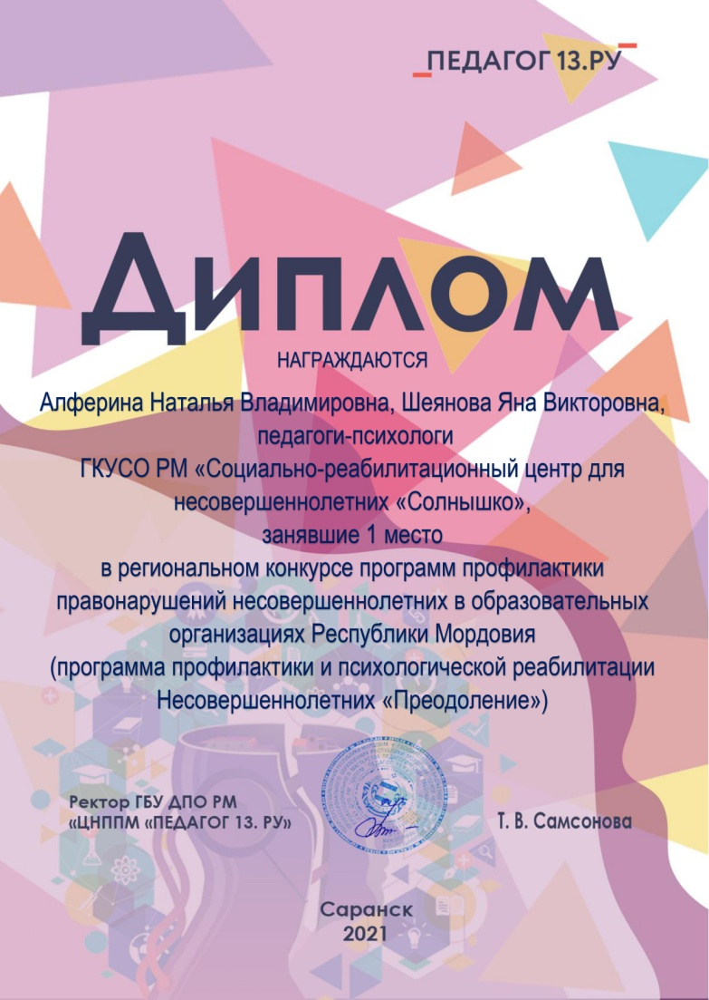 ПЕДАГОГ 13.РУ
Диплом
НАГРАЖДАЮТСЯ
Алферина Наталья Владимировна, Шеянова Яна Викторовна,
педагоги-психологи
ГКУСО РМ «Социально-реабилитационный центр для
несовершеннолетних «Солнышко»,
занявшие 1 место
в региональном конкурсе программ профилактики
правонарушений несовершеннолетних в образовательных
организациях Республики Мордовия
(программа профилактики и психологической реабилитации
Несовершеннолетних «Преодоление»)
Ректор ГБУ ДПО РМ
«ЦНППМ «ПЕДАГОГ 13. РУ»
Т. В. Самсонова
Саранск
2021